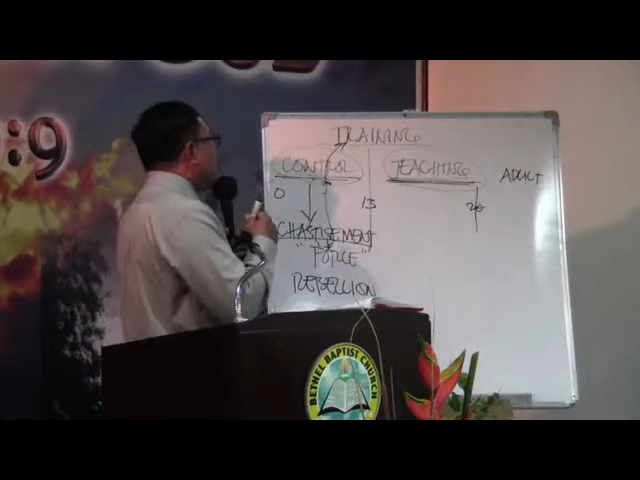 :9
TRAINING
CONTROL TEACHING ADULT
0 13 20
CHASTISEMENT
"FORCE"
REBELLION
BETHEL BAPTIST CHURCH